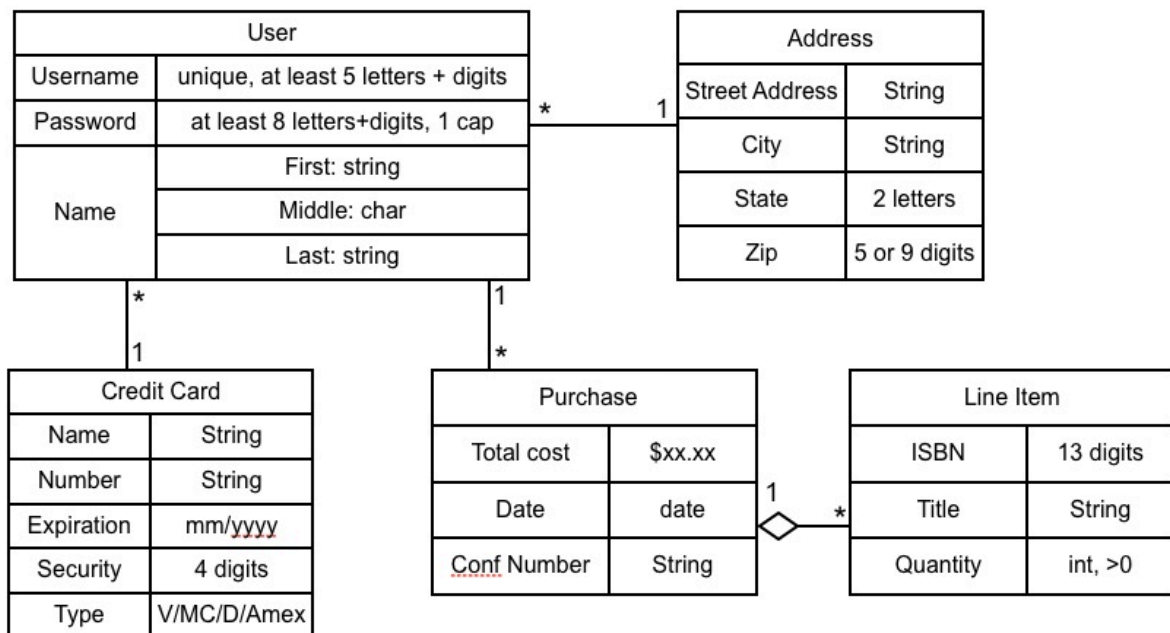 User
Username unique, at least 5 letters + digits
Password at least 8 letters+digits, 1 cap
Name
First: string
Middle: char
Last: string
* 1
Address
Street Address String
City String
State 2 letters
Zip 5 or 9 digits
*
1
1
*
Credit Card
Name String
Number String
Expiration mm/yyyy
Security 4 digits
Type V/MC/D/Amex
Purchase
Total cost $xx.xx
Date date
Conf Number String
1 *
Line Item
ISBN 13 digits
Title String
Quantity int, >0